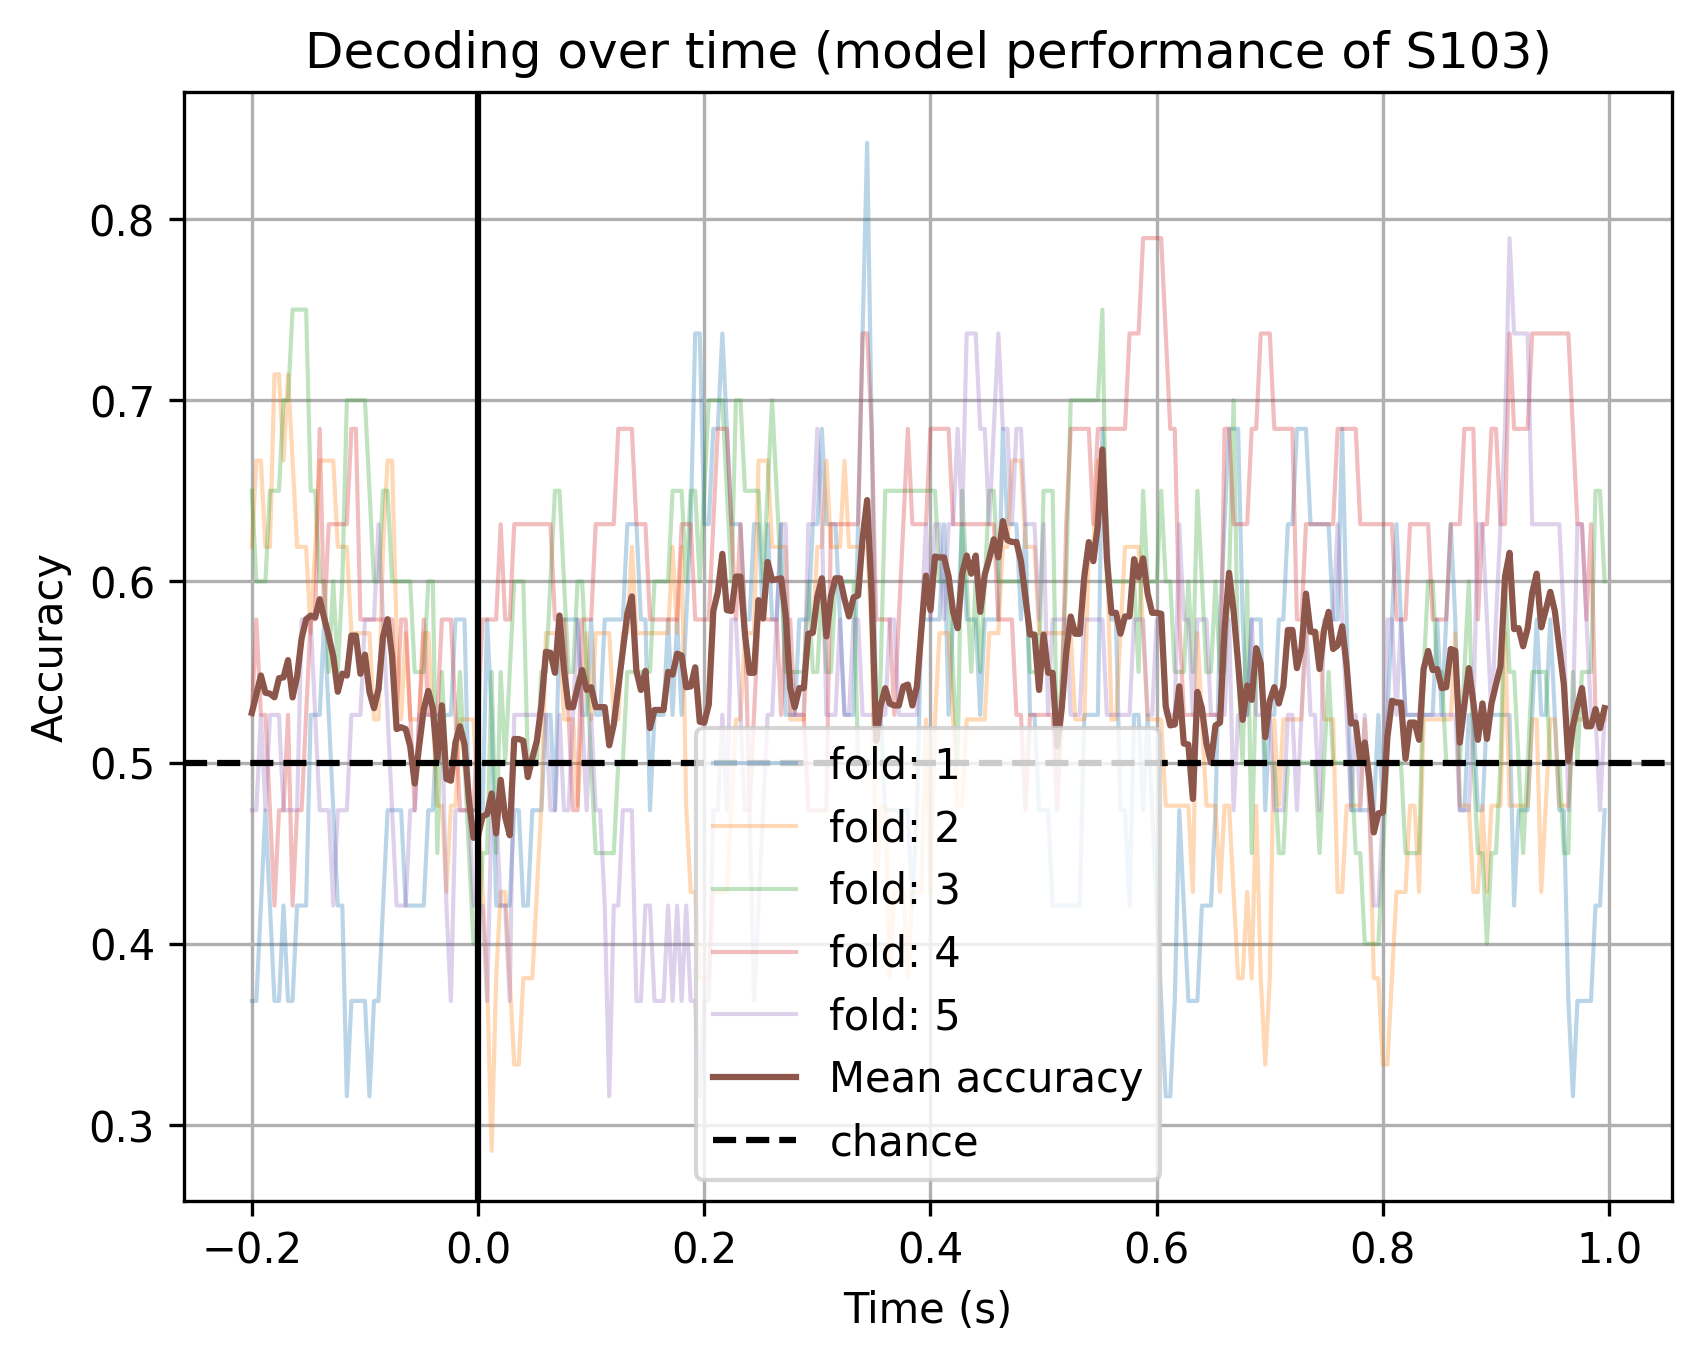 Decoding over time (model performance of S103)
Accuracy
0.8
0.7
0.6
0.5
0.4
0.3
fold: 1
fold: 2
fold: 3
fold: 4
fold: 5
Mean accuracy
chance
−0.2 0.0 0.2 0.4 0.6 0.8 1.0
Time (s)